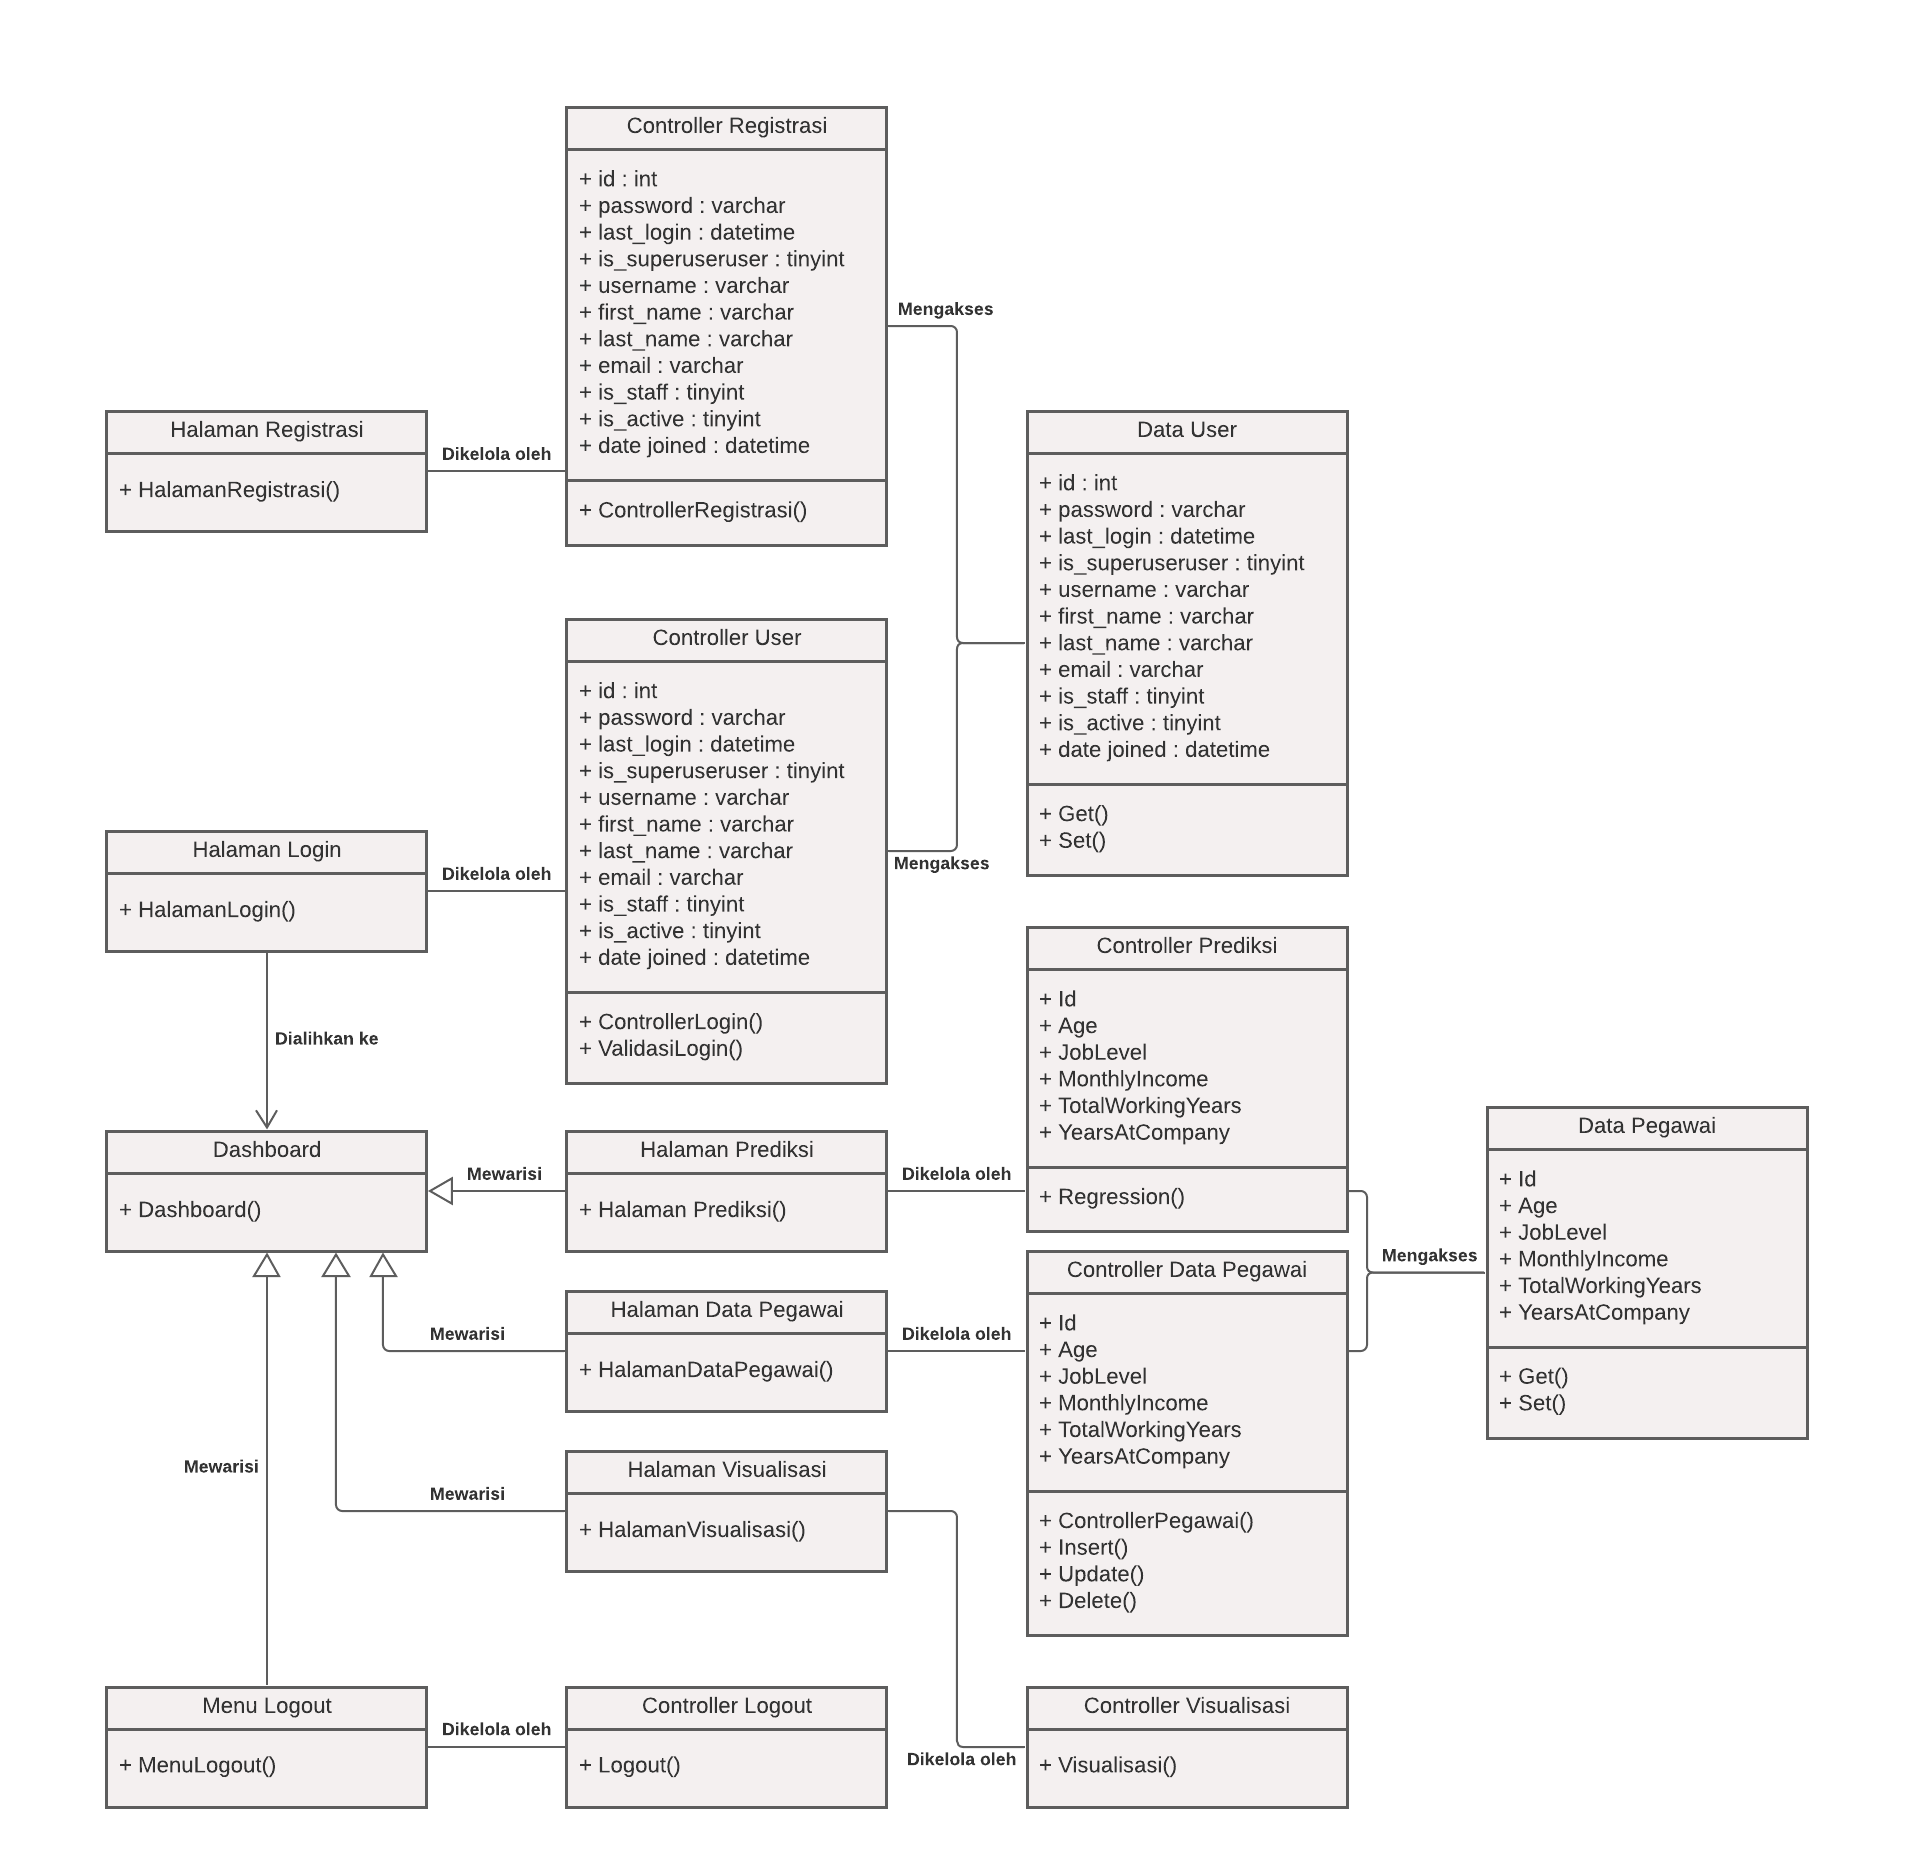 Controller Registrasi
+ id : int
+ password : varchar
+ last_login : datetime
+ is_superuseruser : tinyint
+ username : varchar
+ first_name : varchar
+ last_name : varchar
+ email : varchar
+ is_staff : tinyint
+ is_active : tinyint
+ date joined : datetime
+ ControllerRegistrasi()
Mengakses
Halaman Registrasi
+ HalamanRegistrasi()
Dikelola oleh
Data User
+ id : int
+ password : varchar
+ last_login : datetime
+ is_superuseruser : tinyint
+ username : varchar
+ first_name : varchar
+ last_name : varchar
+ email : varchar
+ is_staff : tinyint
+ is_active : tinyint
+ date joined : datetime
+ Get()
+ Set()
Controller User
+ id : int
+ password : varchar
+ last_login : datetime
+ is_superuseruser : tinyint
+ username : varchar
+ first_name : varchar
+ last_name : varchar
+ email : varchar
+ is_staff : tinyint
+ is_active : tinyint
+ date joined : datetime
+ ControllerLogin()
+ ValidasiLogin()
Mengakses
Halaman Login
+ HalamanLogin()
Dikelola oleh
Dialihkan ke
Controller Prediksi
+ Id
+ Age
+ JobLevel
+ MonthlyIncome
+ TotalWorkingYears
+ YearsAtCompany
+ Regression()
Dashboard
+ Dashboard()
Mewarisi
Halaman Prediksi
+ Halaman Prediksi()
Dikelola oleh
Data Pegawai
+ Id
+ Age
+ JobLevel
+ MonthlyIncome
+ TotalWorkingYears
+ YearsAtCompany
+ Get()
+ Set()
Mengakses
Controller Data Pegawai
+ Id
+ Age
+ JobLevel
+ MonthlyIncome
+ TotalWorkingYears
+ YearsAtCompany
+ ControllerPegawai()
+ Insert()
+ Update()
+ Delete()
Mewarisi
Halaman Data Pegawai
+ HalamanDataPegawai()
Dikelola oleh
Mewarisi
Mewarisi
Halaman Visualisasi
+ HalamanVisualisasi()
Menu Logout
+ MenuLogout()
Dikelola oleh
Controller Logout
+ Logout()
Dikelola oleh
Controller Visualisasi
+ Visualisasi()